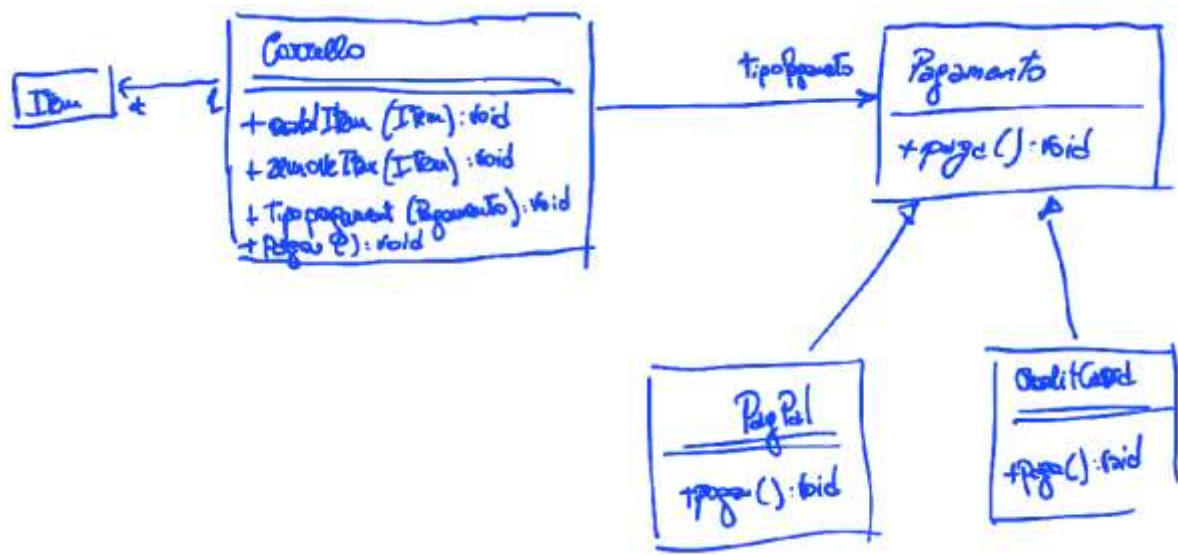 Item
*
1
Carrello
+ addItem (Item) : void
+ removeItem (Item) : void
+ Tipopagament (Pagamento) : void
+ paga () : void
tipoPagamento
Pagamento
+ paga () : void
PayPal
+ paga () : void
CreditCard
+ paga () : void